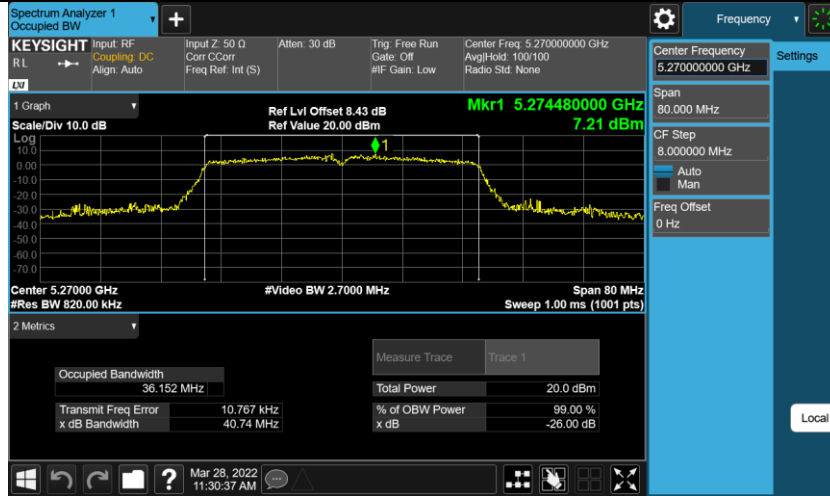 Spectrum Analyzer 1
Occupied BW
+
Frequency
KEYSIGHT
RL
LXI
Input: RF
Coupling: DC
Align: Auto
Input Z: 50 Ω
Corr CCorr
Freq Ref: Int (S)
Atten: 30 dB
Trig: Free Run
Gate: Off
#IF Gain: Low
Center Freq: 5.270000000 GHz
Avg|Hold: 100/100
Radio Std: None
Center Frequency
5.270000000 GHz
Settings
Span
80.000 MHz
CF Step
8.000000 MHz
Auto
Man
Freq Offset
0 Hz
Local
1 Graph
Scale/Div 10.0 dB
Ref Lvl Offset 8.43 dB
Ref Value 20.00 dBm
Mkr1 5.274480000 GHz
7.21 dBm
Log
10.0
0.00
-10.0
-20.0
-30.0
-40.0
-50.0
-60.0
-70.0
1
Center 5.27000 GHz
#Res BW 820.00 kHz
#Video BW 2.7000 MHz
Span 80 MHz
Sweep 1.00 ms (1001 pts)
2 Metrics
Measure Trace Trace 1
Occupied Bandwidth
36.152 MHz
Total Power 20.0 dBm
Transmit Freq Error 10.767 kHz
% of OBW Power 99.00 %
x dB Bandwidth 40.74 MHz
x dB -26.00 dB
?
Mar 28, 2022
11:30:37 AM